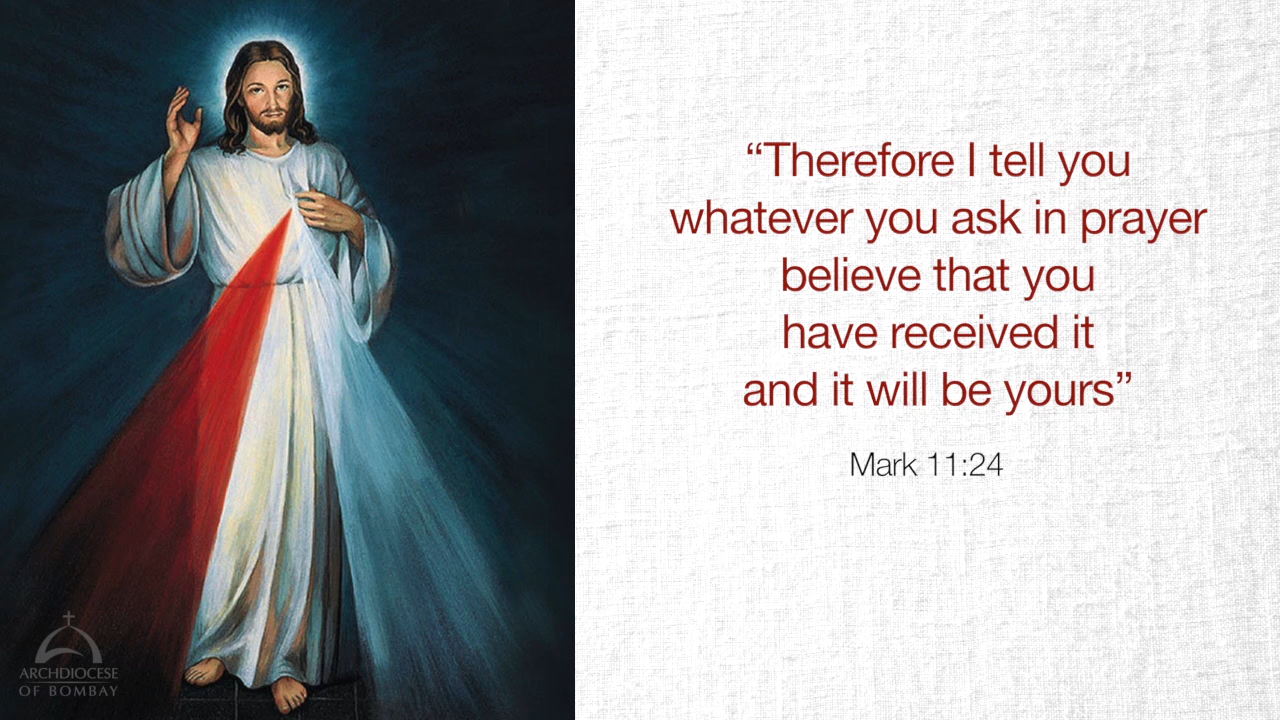 “Therefore I tell you
whatever you ask in prayer
believe that you
have received it
and it will be yours”
Mark 11:24
ARCHDIOCESE
OF BOMBAY